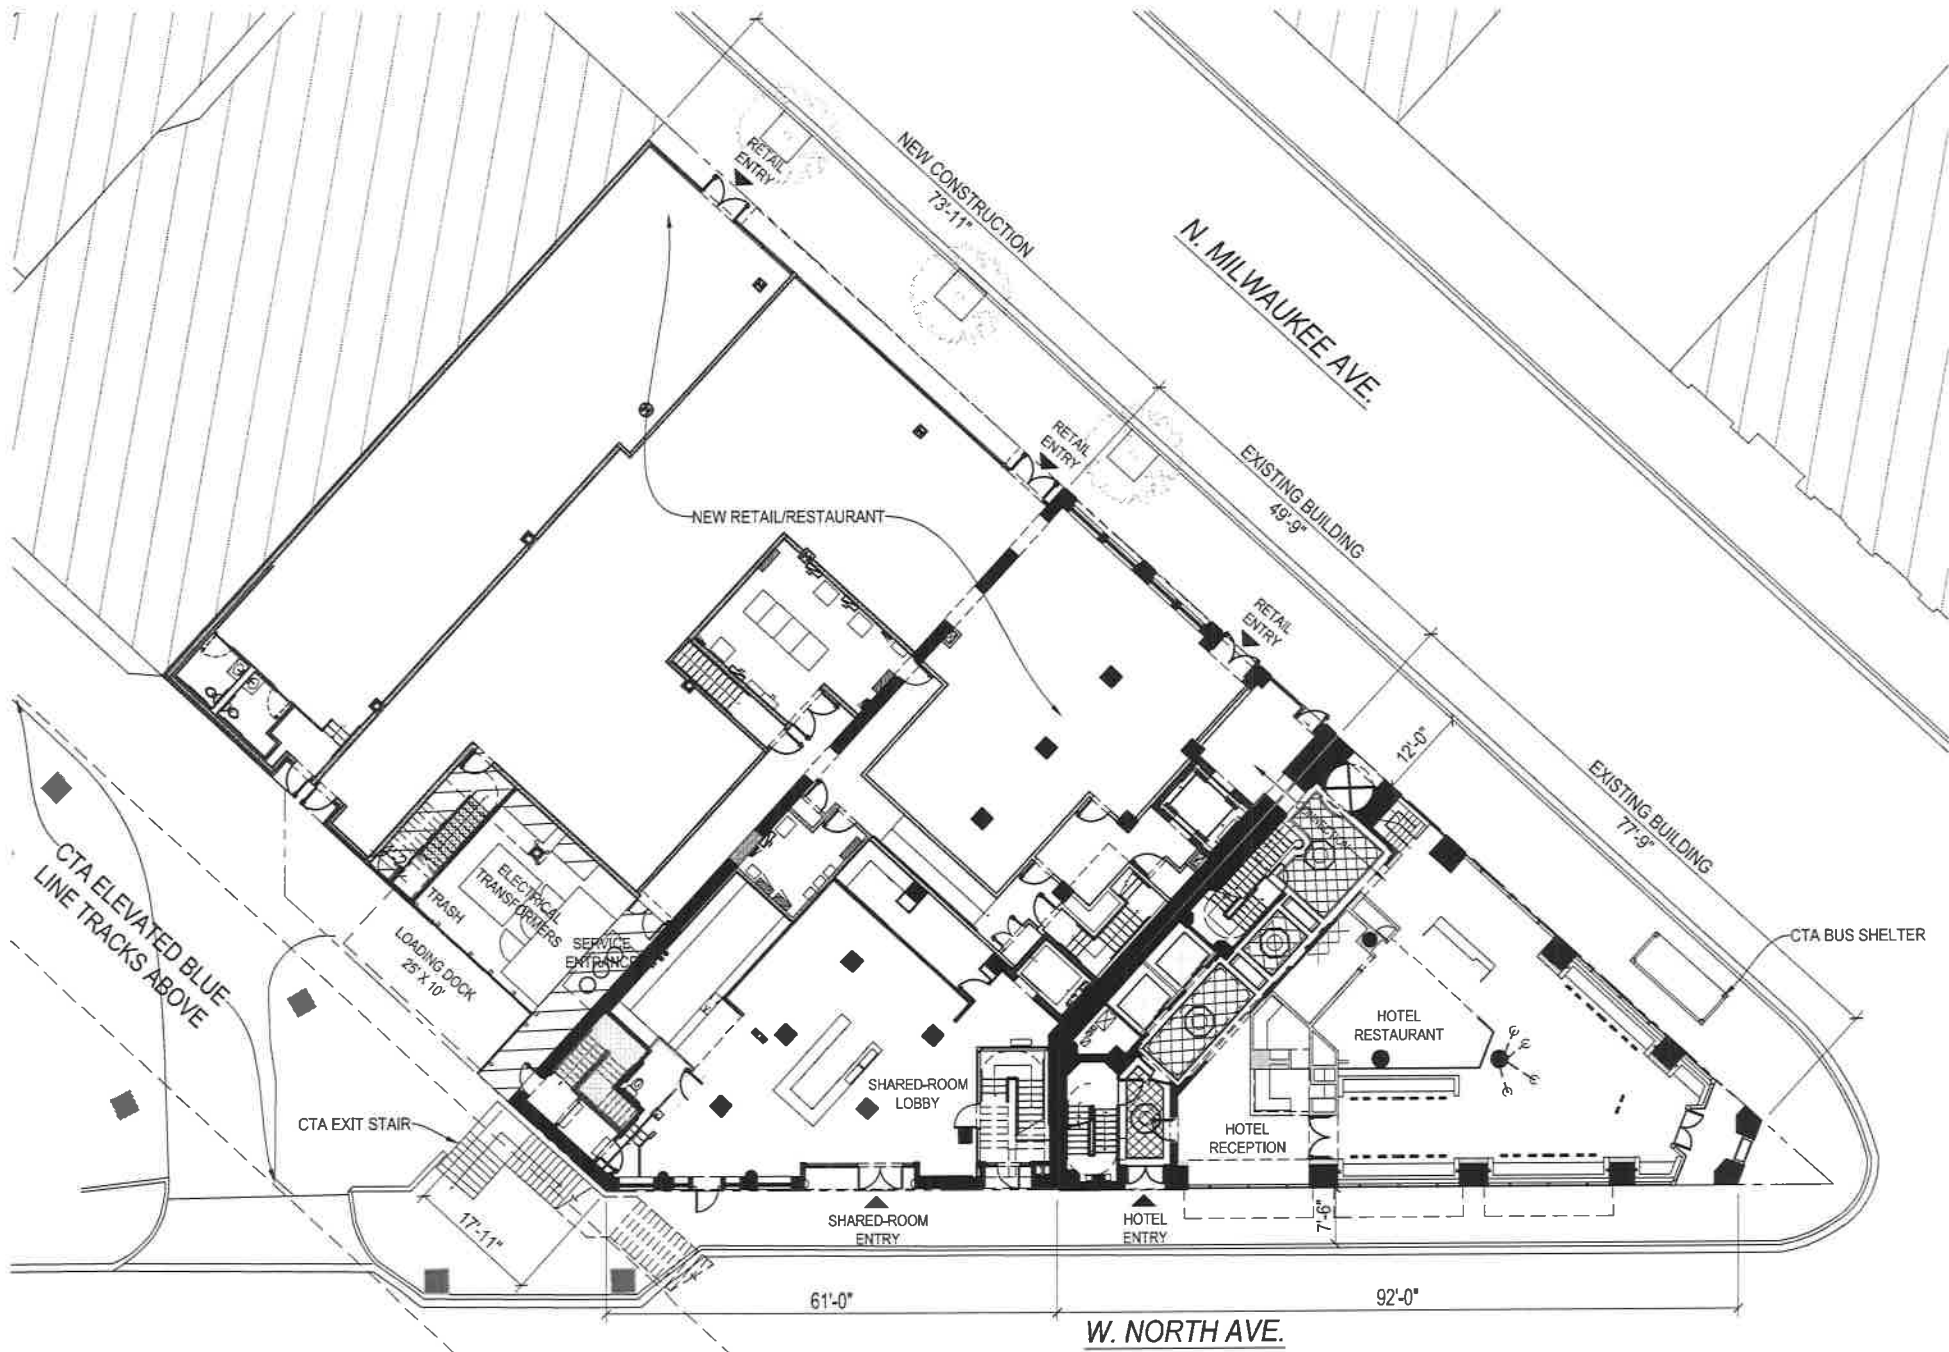 RETAIL
ENTRY
NEW CONSTRUCTION
73'-11"
N. MILWAUKEE AVE.
RETAIL
ENTRY
EXISTING BUILDING
49'-9"
NEW RETAIL/RESTAURANT
RETAIL
ENTRY
12'-0"
EXISTING BUILDING
77'-9"
CTA BUS SHELTER
CTA ELEVATED BLUE
LINE TRACKS ABOVE
TRASH
ELECTRICAL
TRANSFORMERS
LOADING DOCK
25' X 10'
SERVICE
ENTRANCE
HOTEL
RESTAURANT
SHARED-ROOM
LOBBY
CTA EXIT STAIR
HOTEL
RECEPTION
17'-11"
SHARED-ROOM
ENTRY
HOTEL
ENTRY
7'-6"
61'-0"
92'-0"
W. NORTH AVE.